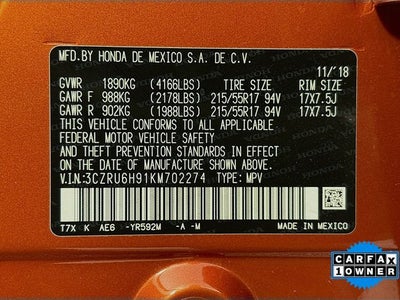 MFD.BY HONDA DE MEXICO S.A. DE C.V.
11/'18
GVWR 1890KG (4166LBS) TIRE SIZE RIM SIZE
GAWR F 988KG (2178LBS) 215/55R17 94V 17X7.5J
GAWR R 902KG (1988LBS) 215/55R17 94V 17X7.5J
THIS VEHICLE CONFORMS TO ALL APPLICABLE
FEDERAL MOTOR VEHICLE SAFETY AND THEFT PREVENTION
STANDARDS IN EFFECT ON THE DATE OF MANUFACTURE
SHOWN ABOVE.
V.I.N: 3CZRU6H91KM702274 TYPE: MPV
T7X K AE6 -YR592M -A -M MADE IN MEXICO
CARFAX
1 OWNER